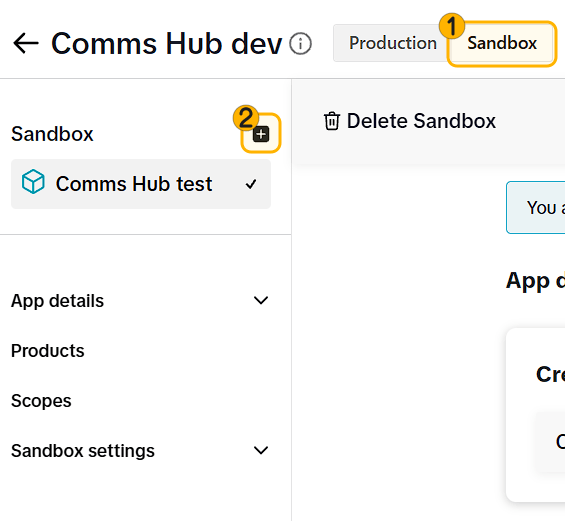 Comms Hub dev
Production
1
Sandbox
Sandbox
2
Comms Hub test
App details
Products
Scopes
Sandbox settings
Delete Sandbox
You
App